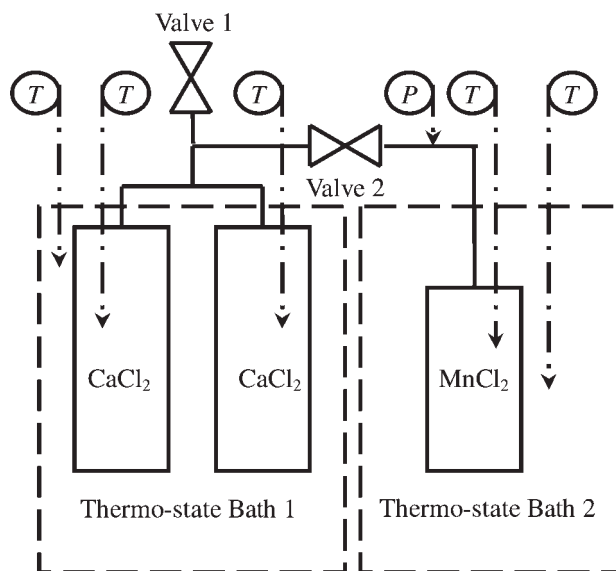 Valve 1
T
T
T
P
T
T
Valve 2
CaCl₂
CaCl₂
MnCl₂
Thermo-state Bath 1
Thermo-state Bath 2